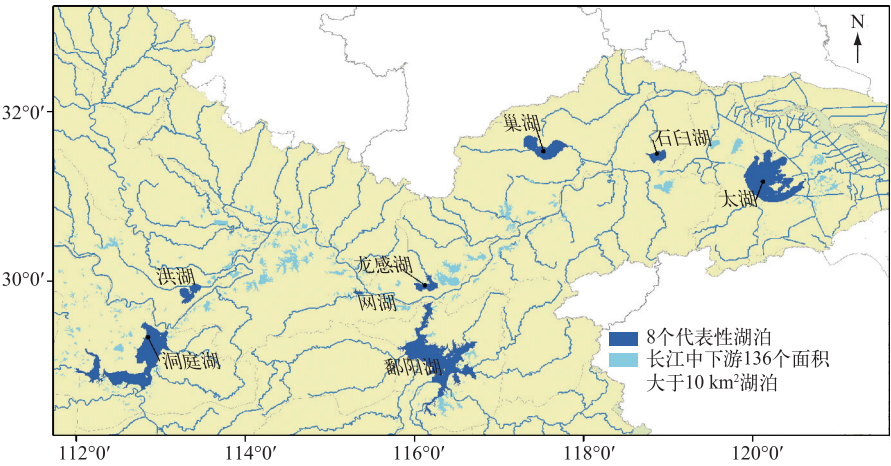 N
32°0′
巢湖
石臼湖
太湖
30°0′
洪湖
龙感湖
网湖
洞庭湖
鄱阳湖
8个代表性湖泊
长江中下游136个面积
大于10 km²湖泊
112°0′
114°0′
116°0′
118°0′
120°0′